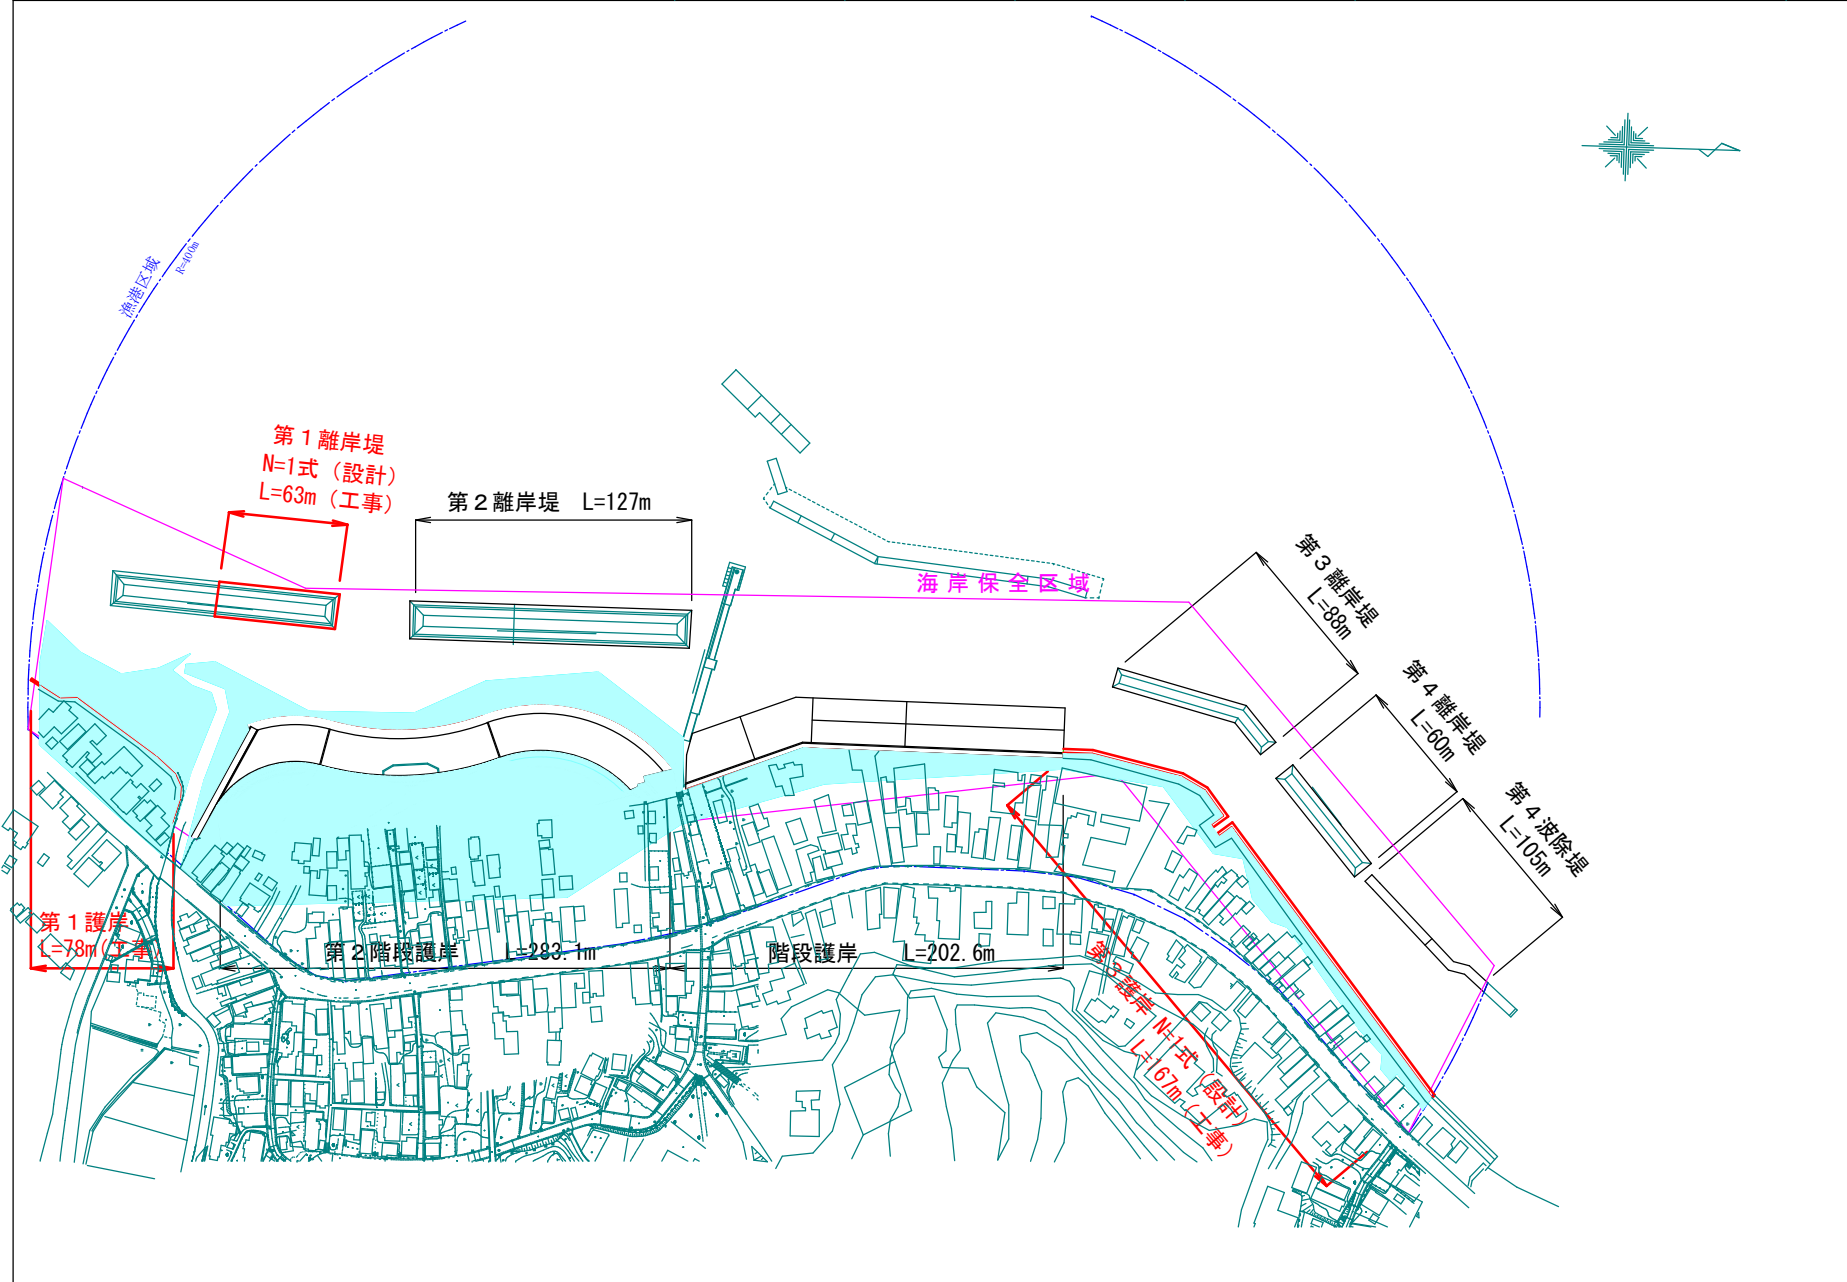 漁港区域
R=400m
第1離岸堤
N=1式（設計）
L=63m（工事）
第2離岸堤　L=127m
海岸保全区域
第3離岸堤
L=88m
第4離岸堤
L=60m
第4波除堤
L=105m
第1護岸
L=78m(工事
第2階段護岸　L=283.1m
階段護岸　L=202.6m
第3護岸 N=1式（設計）
L=167m（工事）